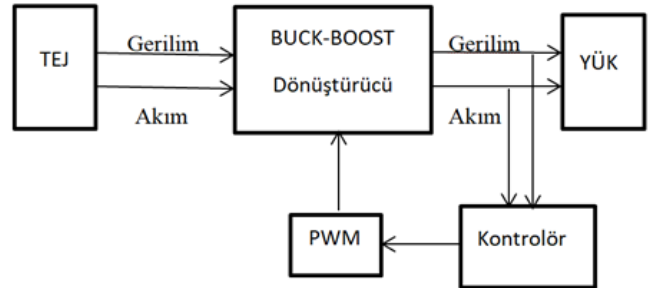 TEJ
Gerilim
Akım
BUCK-BOOST
Dönüştürücü
Gerilim
Akım
YÜK
PWM
Kontrolör